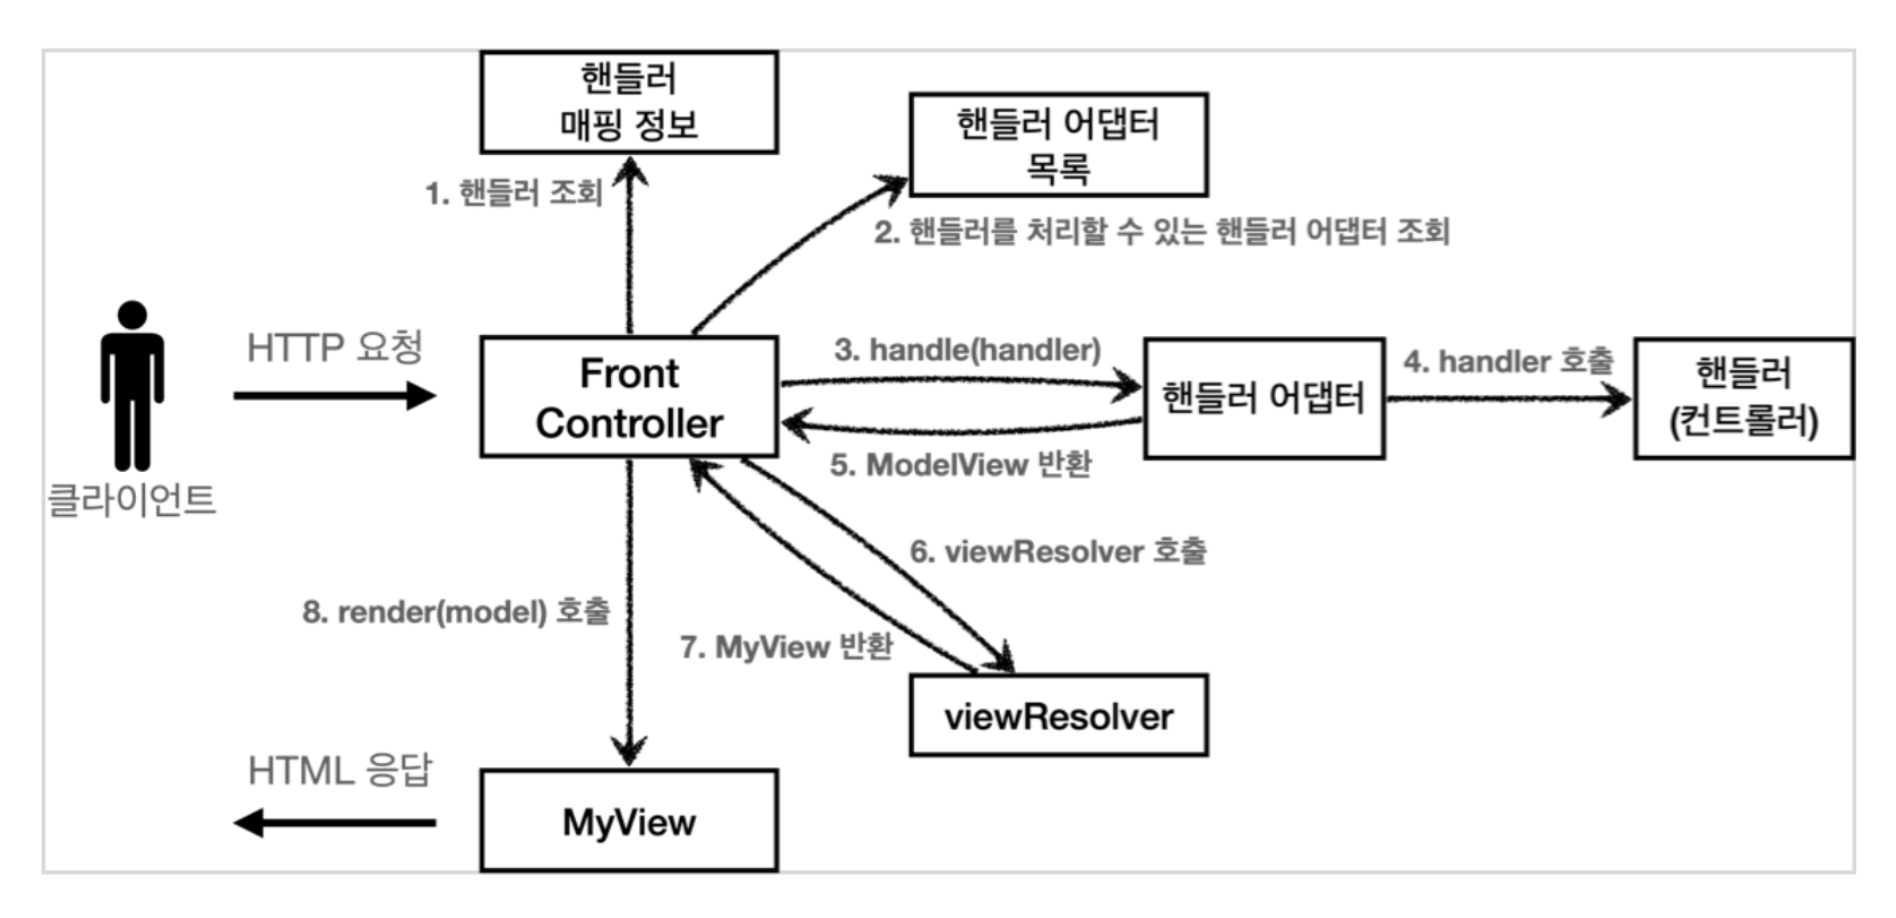 핸들러
매핑 정보
핸들러 어댑터
목록
1. 핸들러 조회
2. 핸들러를 처리할 수 있는 핸들러 어댑터 조회
HTTP 요청
클라이언트
Front
Controller
3. handle(handler)
핸들러 어댑터
4. handler 호출
핸들러
(컨트롤러)
5. ModelView 반환
6. viewResolver 호출
7. MyView 반환
8. render(model) 호출
viewResolver
HTML 응답
MyView